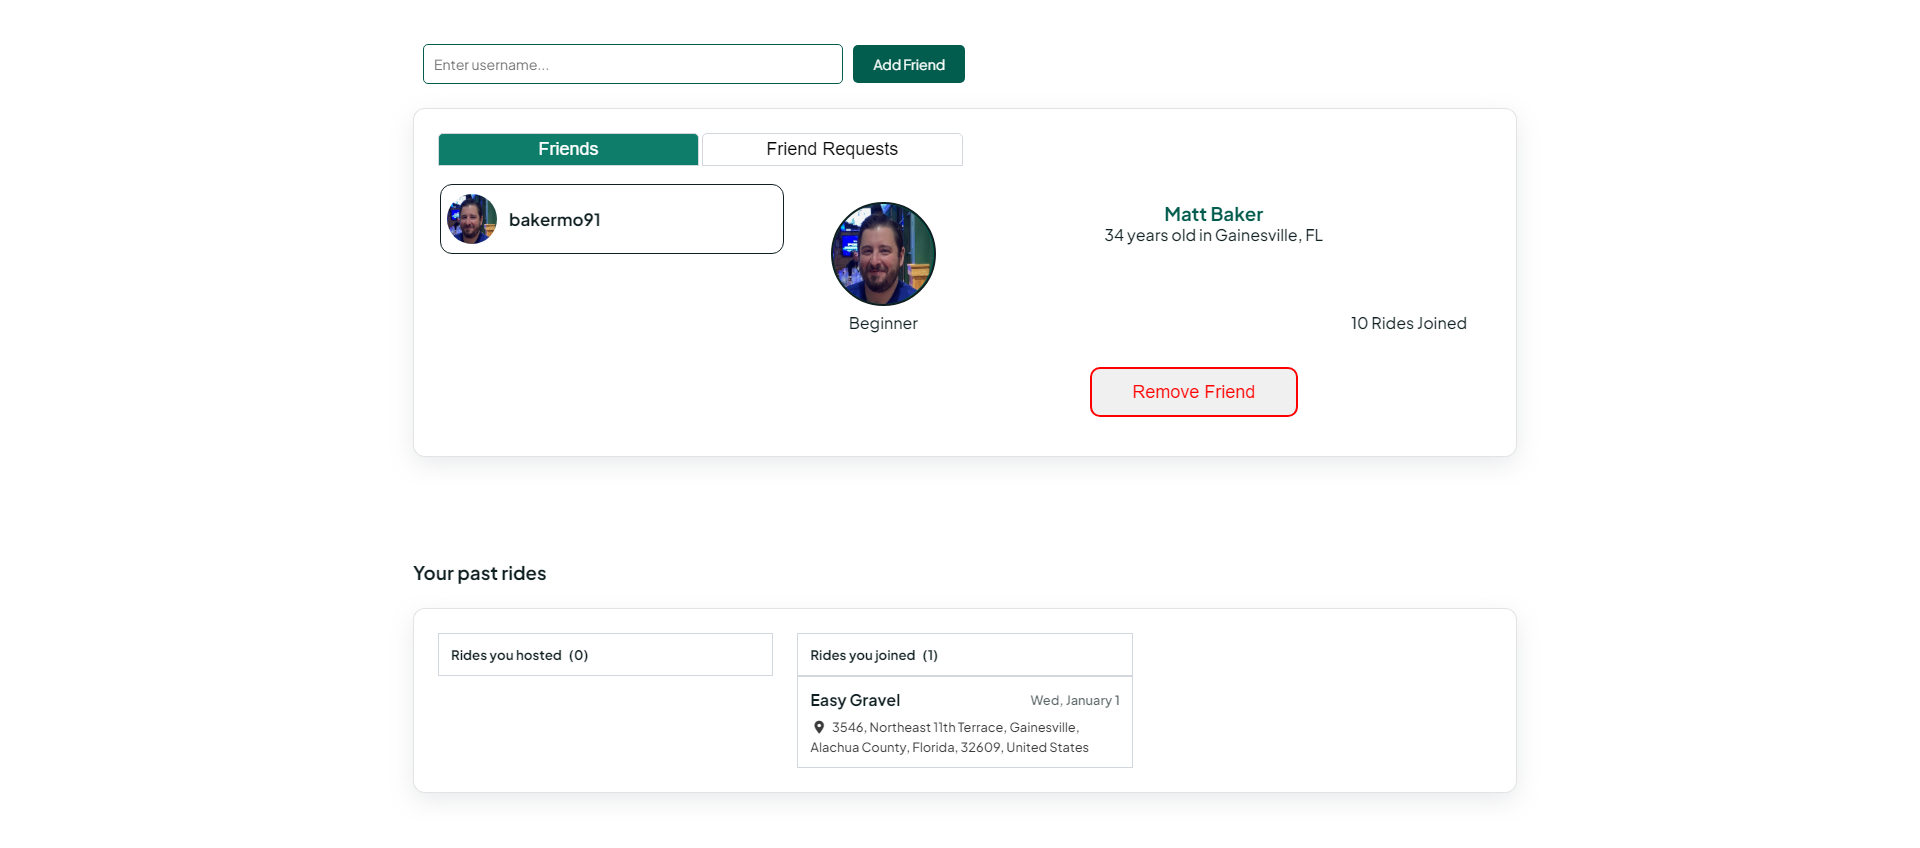 Enter username...
Add Friend
Friends
Friend Requests
bakermo91
Matt Baker
34 years old in Gainesville, FL
Beginner
10 Rides Joined
Remove Friend
Your past rides
Rides you hosted (0)
Rides you joined (1)
Easy Gravel
Wed, January 1
3546, Northeast 11th Terrace, Gainesville,
Alachua County, Florida, 32609, United States